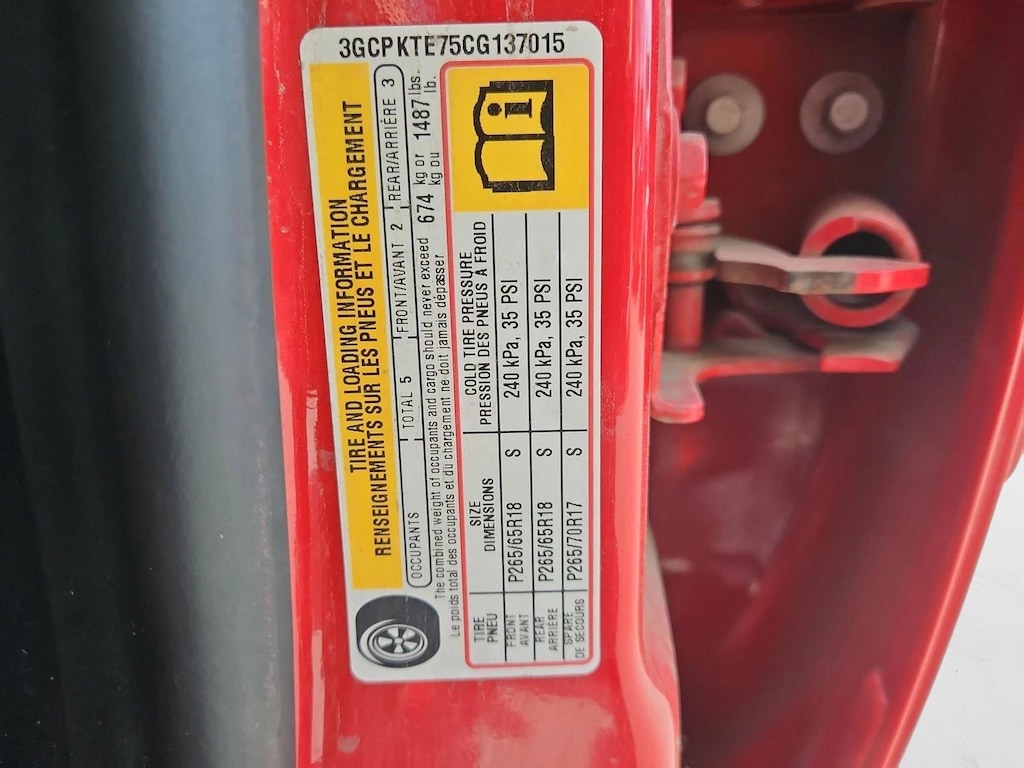 3GCPKTE75CG137015
TIRE AND LOADING INFORMATION
RENSEIGNEMENTS SUR LES PNEUS ET LE CHARGEMENT
OCCUPANTS TOTAL 5 FRONT/AVANT 2 REAR/ARRIÈRE 3
The combined weight of occupants and cargo should never exceed 674 kg or 1487 lbs.
Le poids total des occupants et du chargement ne doit jamais dépasser kg ou lb.
TIRE SIZE COLD TIRE PRESSURE
PNEU DIMENSIONS PRESSION DES PNEUS À FROID
FRONT P265/65R18 S 240 kPa, 35 PSI
AVANT
REAR P265/65R18 S 240 kPa, 35 PSI
ARRIÈRE
SPARE P265/70R17 S 240 kPa, 35 PSI
DE SECOURS